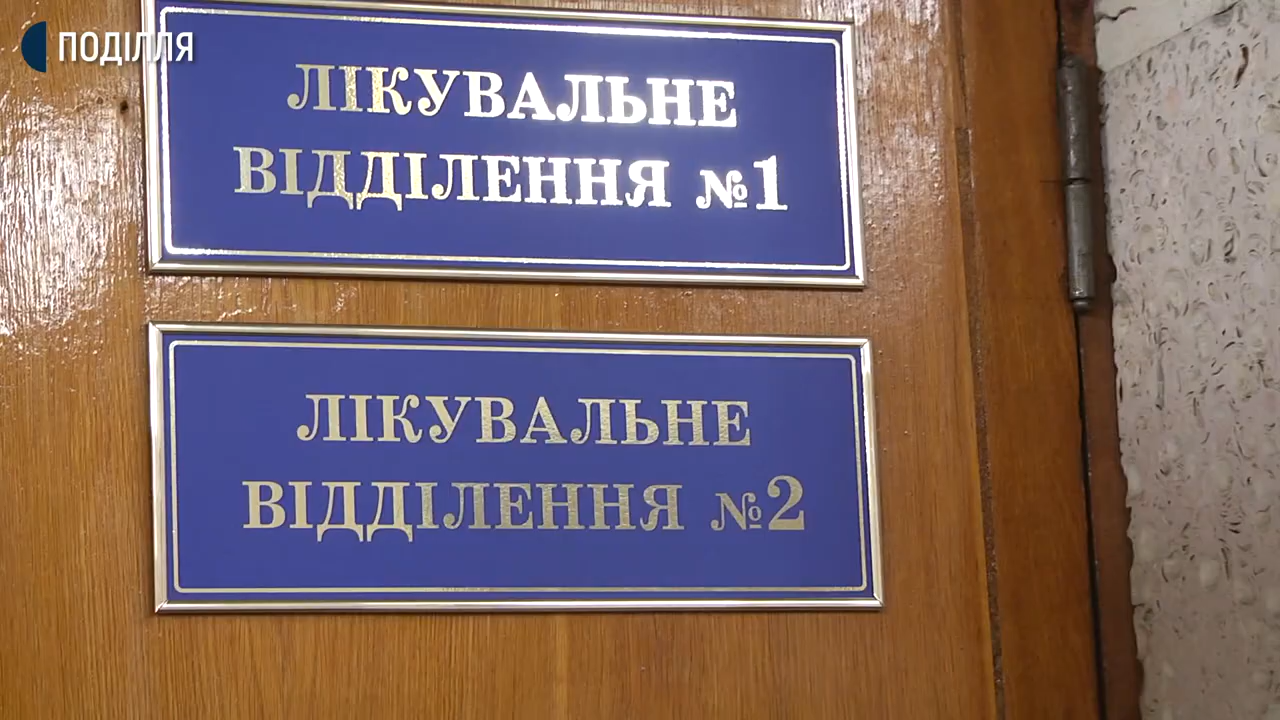 ПОДІЛЛЯ
ЛІКУВАЛЬНЕ
ВІДДІЛЕННЯ №1
ЛІКУВАЛЬНЕ
ВІДДІЛЕННЯ №2